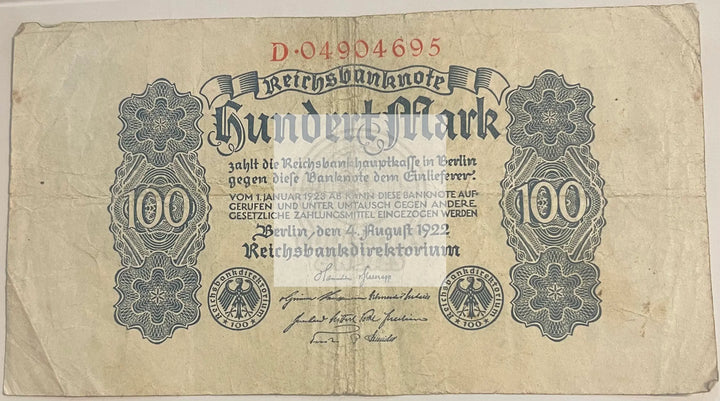 D·04904695
Reichsbanknote
Hundert Mark
zahlt die Reichsbankhauptkasse in Berlin
gegen diese Banknote dem Einlieferer.
VOM 1. JANUAR 1923 AB KANN DIESE BANKNOTE AUF-
GERUFEN UND UNTER UMTAUSCH GEGEN ANDERE
GESETZLICHE ZAHLUNGSMITTEL EINGEZOGEN WERDEN
100
100
Berlin, den 4. August 1922
Reichsbankdirektorium
Reichsbankdirektorium
100
Reichsbankdirektorium
100